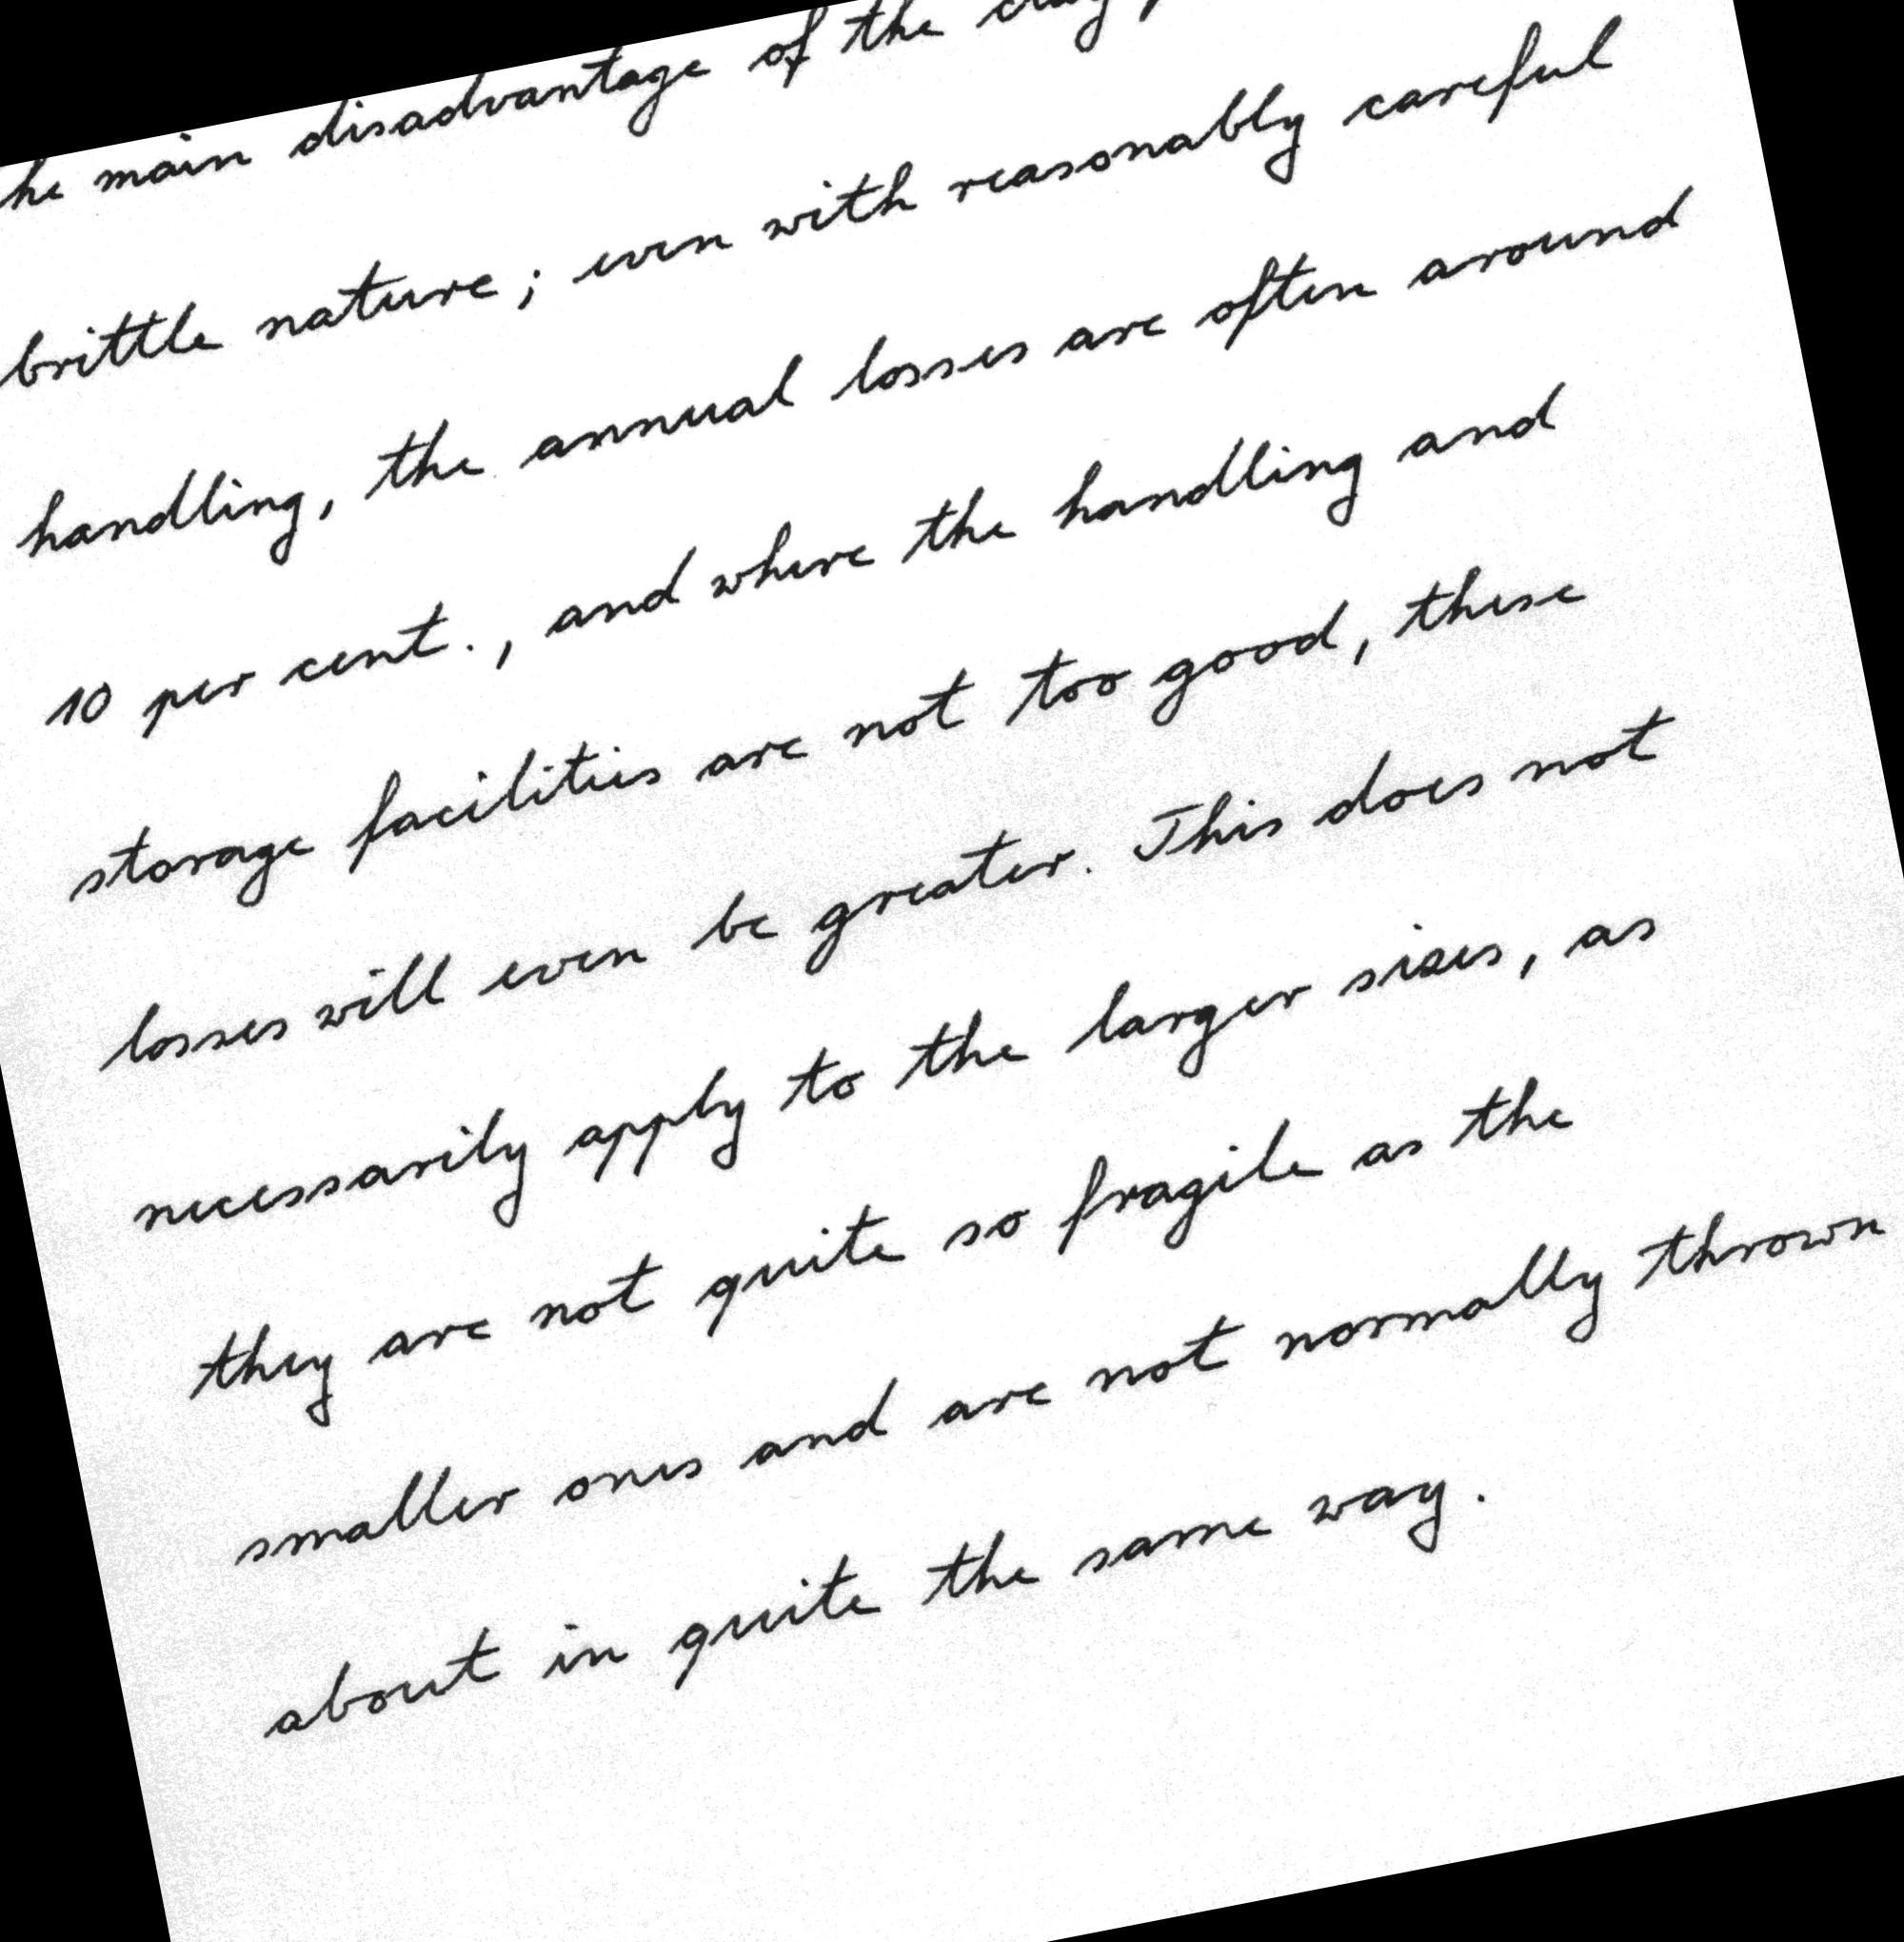 he main disadvantage of the clay
brittle nature; even with reasonably careful
handling, the annual losses are often around
10 per cent., and where the handling and
storage facilities are not too good, these
losses will even be greater. This does not
necessarily apply to the larger sizes, as
they are not quite so fragile as the
smaller ones and are not normally thrown
about in quite the same way.